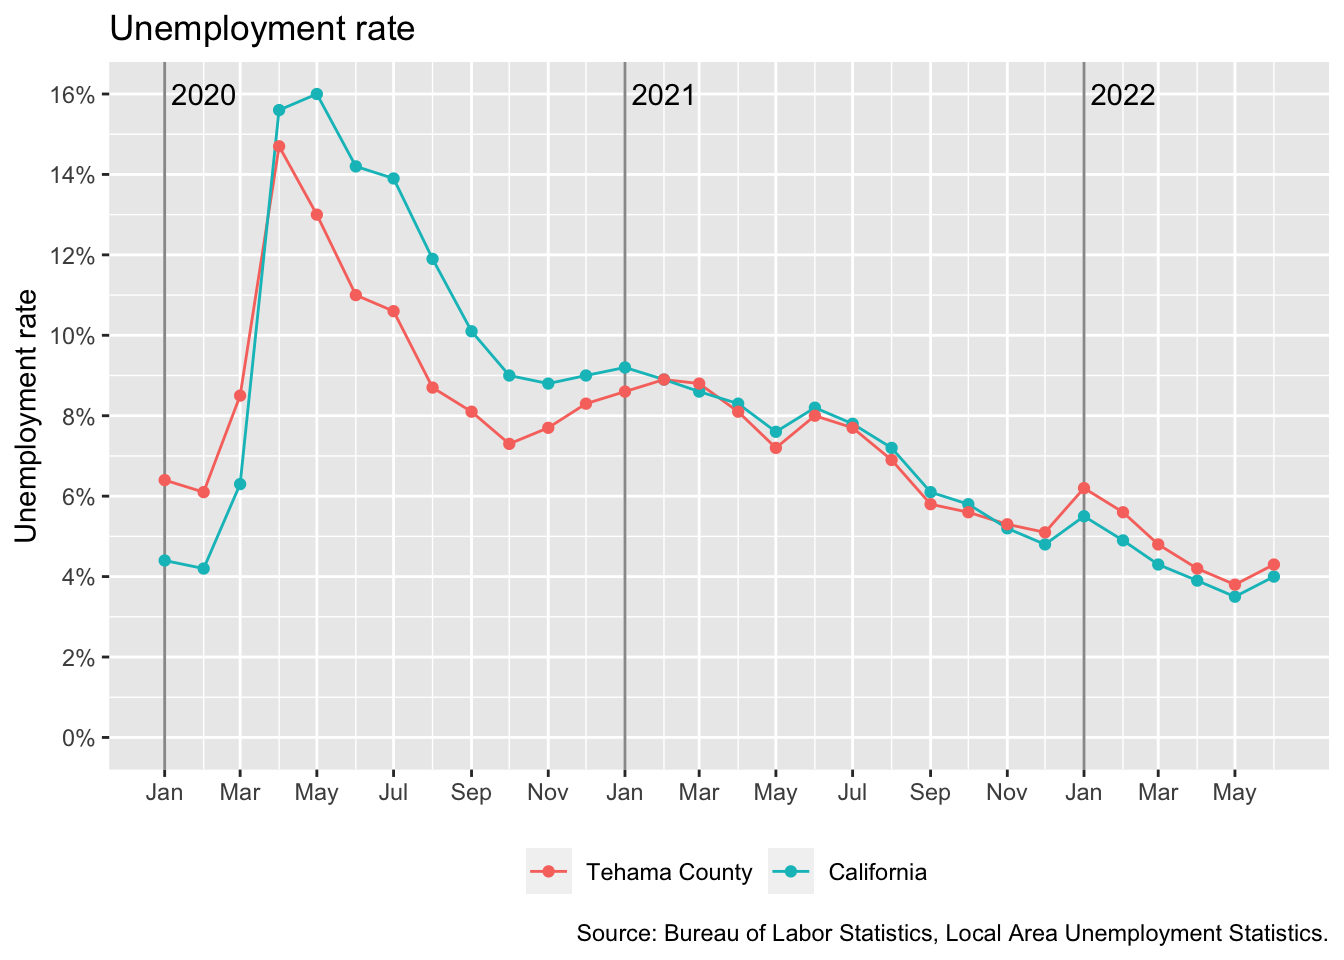 Unemployment rate
2020 2021 2022
16%
14%
12%
10%
8%
6%
4%
2%
0%
Unemployment rate
Jan Mar May Jul Sep Nov Jan Mar May Jul Sep Nov Jan Mar May
Tehama County California
Source: Bureau of Labor Statistics, Local Area Unemployment Statistics.